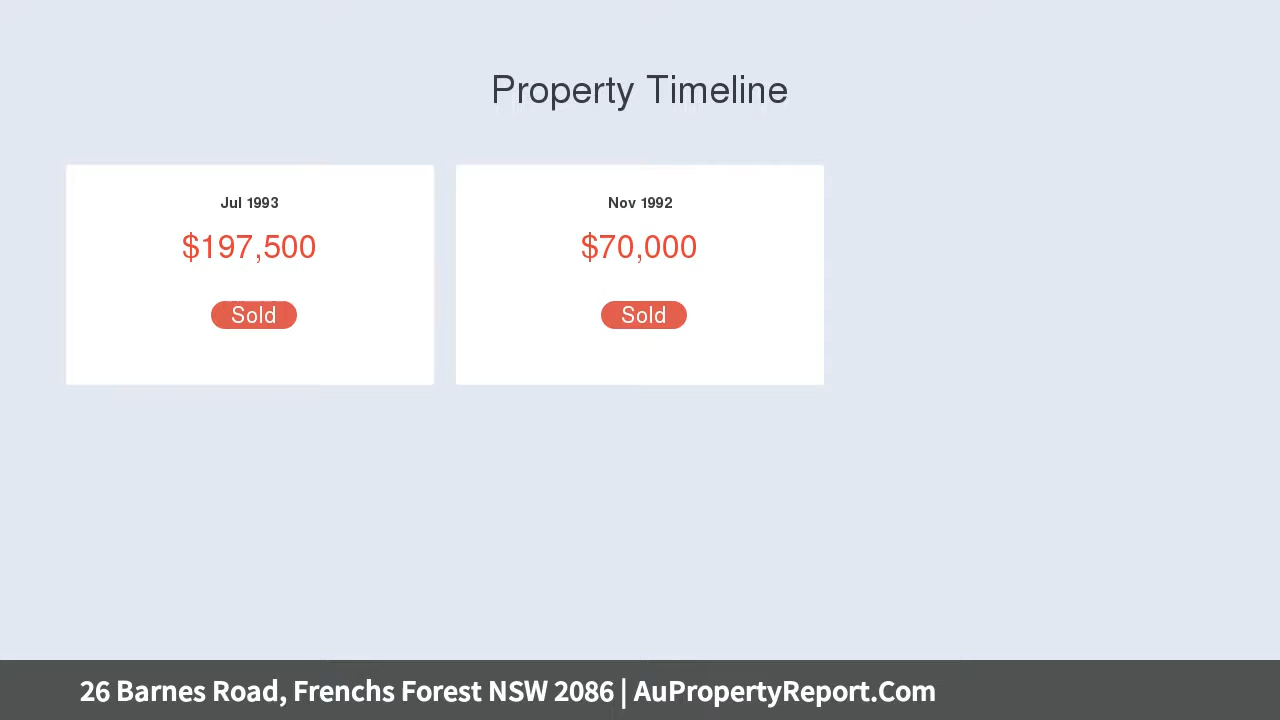 Property Timeline
Jul 1993
$197,500
Sold
Nov 1992
$70,000
Sold
26 Barnes Road, Frenchs Forest NSW 2086 | AuPropertyReport.Com